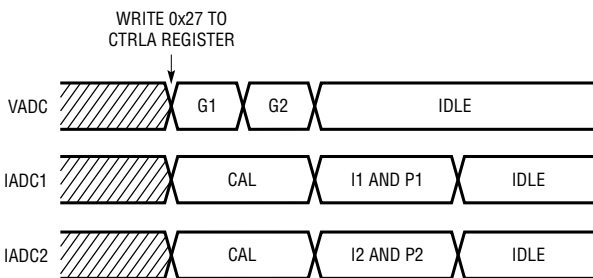 WRITE 0x27 TO
CTRLA REGISTER
VADC G1 G2 IDLE
IADC1 CAL I1 AND P1 IDLE
IADC2 CAL I2 AND P2 IDLE